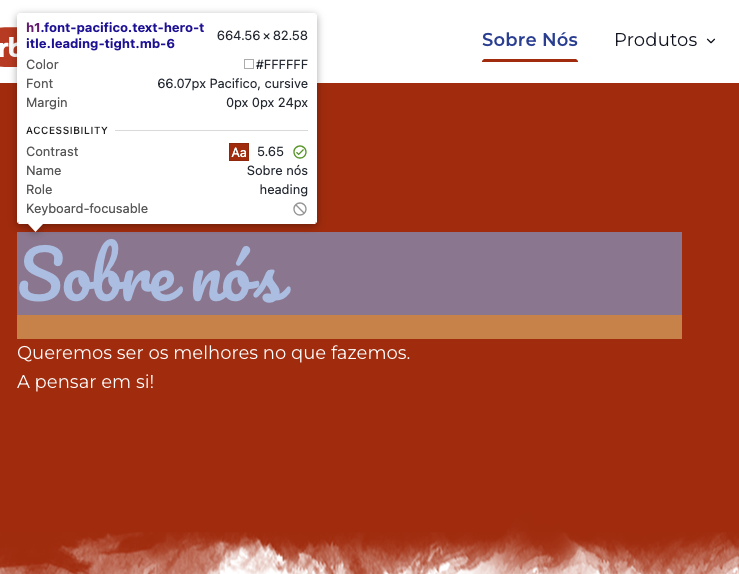 h1.font-pacifico.text-hero-t
itle.leading-tight.mb-6
664.56 × 82.58
Color #FFFFFF
Font 66.07px Pacifico, cursive
Margin 0px 0px 24px
ACCESSIBILITY
Contrast Aa 5.65
Name Sobre nós
Role heading
Keyboard-focusable
Sobre Nós Produtos
Sobre nós
Queremos ser os melhores no que fazemos.
A pensar em si!